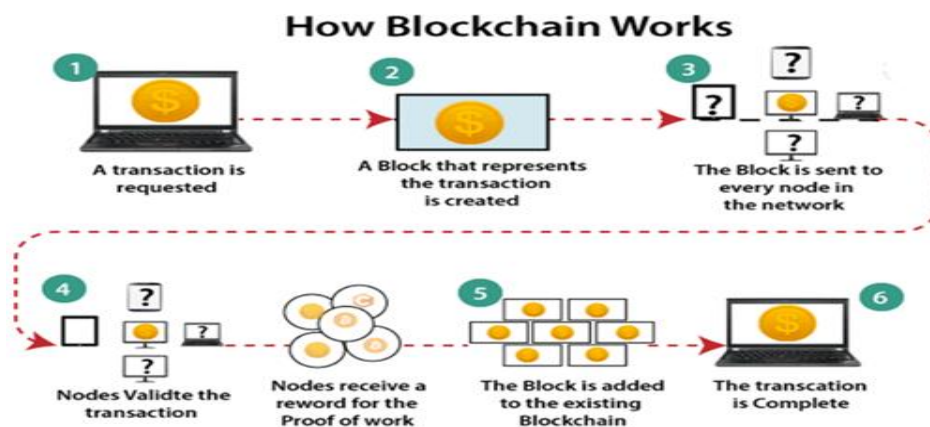 How Blockchain Works
1
2
3
$
$
?
?
?
?
A transaction is
requested
A Block that represents
the transaction
is created
The Block is sent to
every node in
the network
4
5
6
?
?
?
$
Nodes Validte the
transaction
Nodes receive a
reword for the
Proof of work
The Block is added
to the existing
Blockchain
The transcation
is Complete